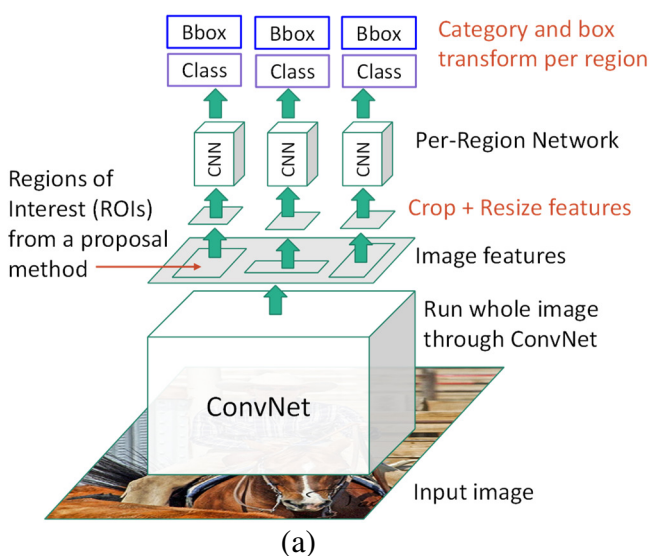 Bbox
Bbox
Bbox
Category and box
transform per region
Class
Class
Class
CNN
CNN
CNN
Per-Region Network
Regions of
Interest (ROIs)
from a proposal
method
Crop + Resize features
Image features
Run whole image
through ConvNet
ConvNet
Input image
(a)